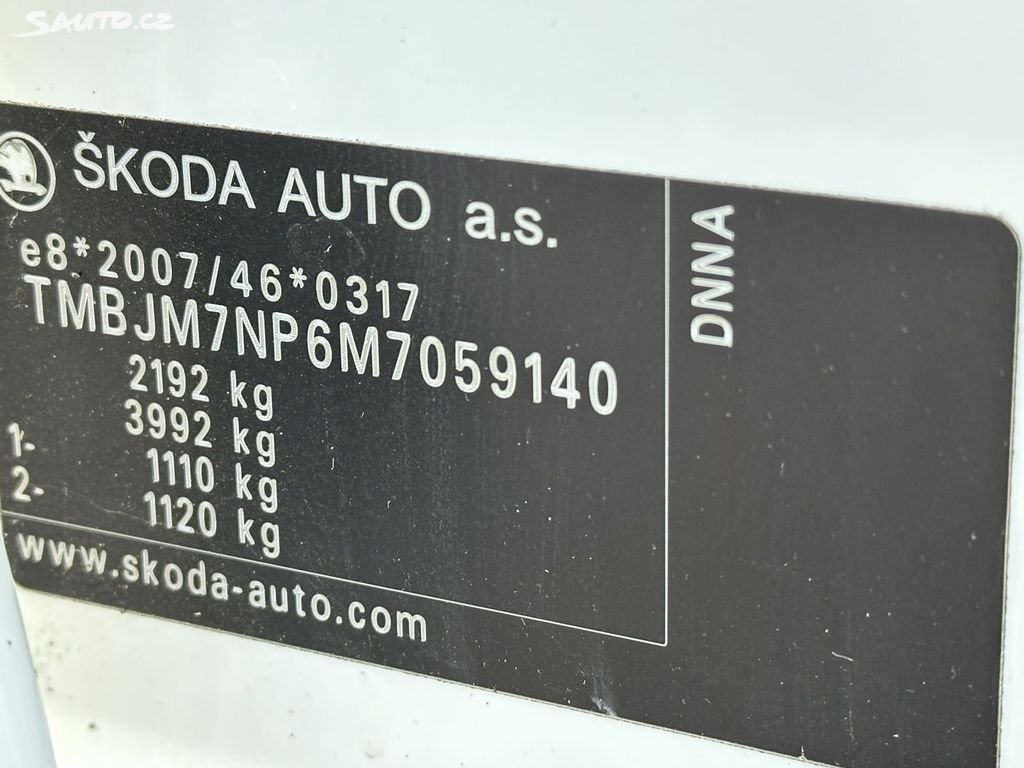 Sauto.cz
ŠKODA AUTO a.s.
e8*2007/46*0317
TMBJM7NP6M7059140
2192 kg
3992 kg
1- 1110 kg
2- 1120 kg
www.skoda-auto.com
DNNA